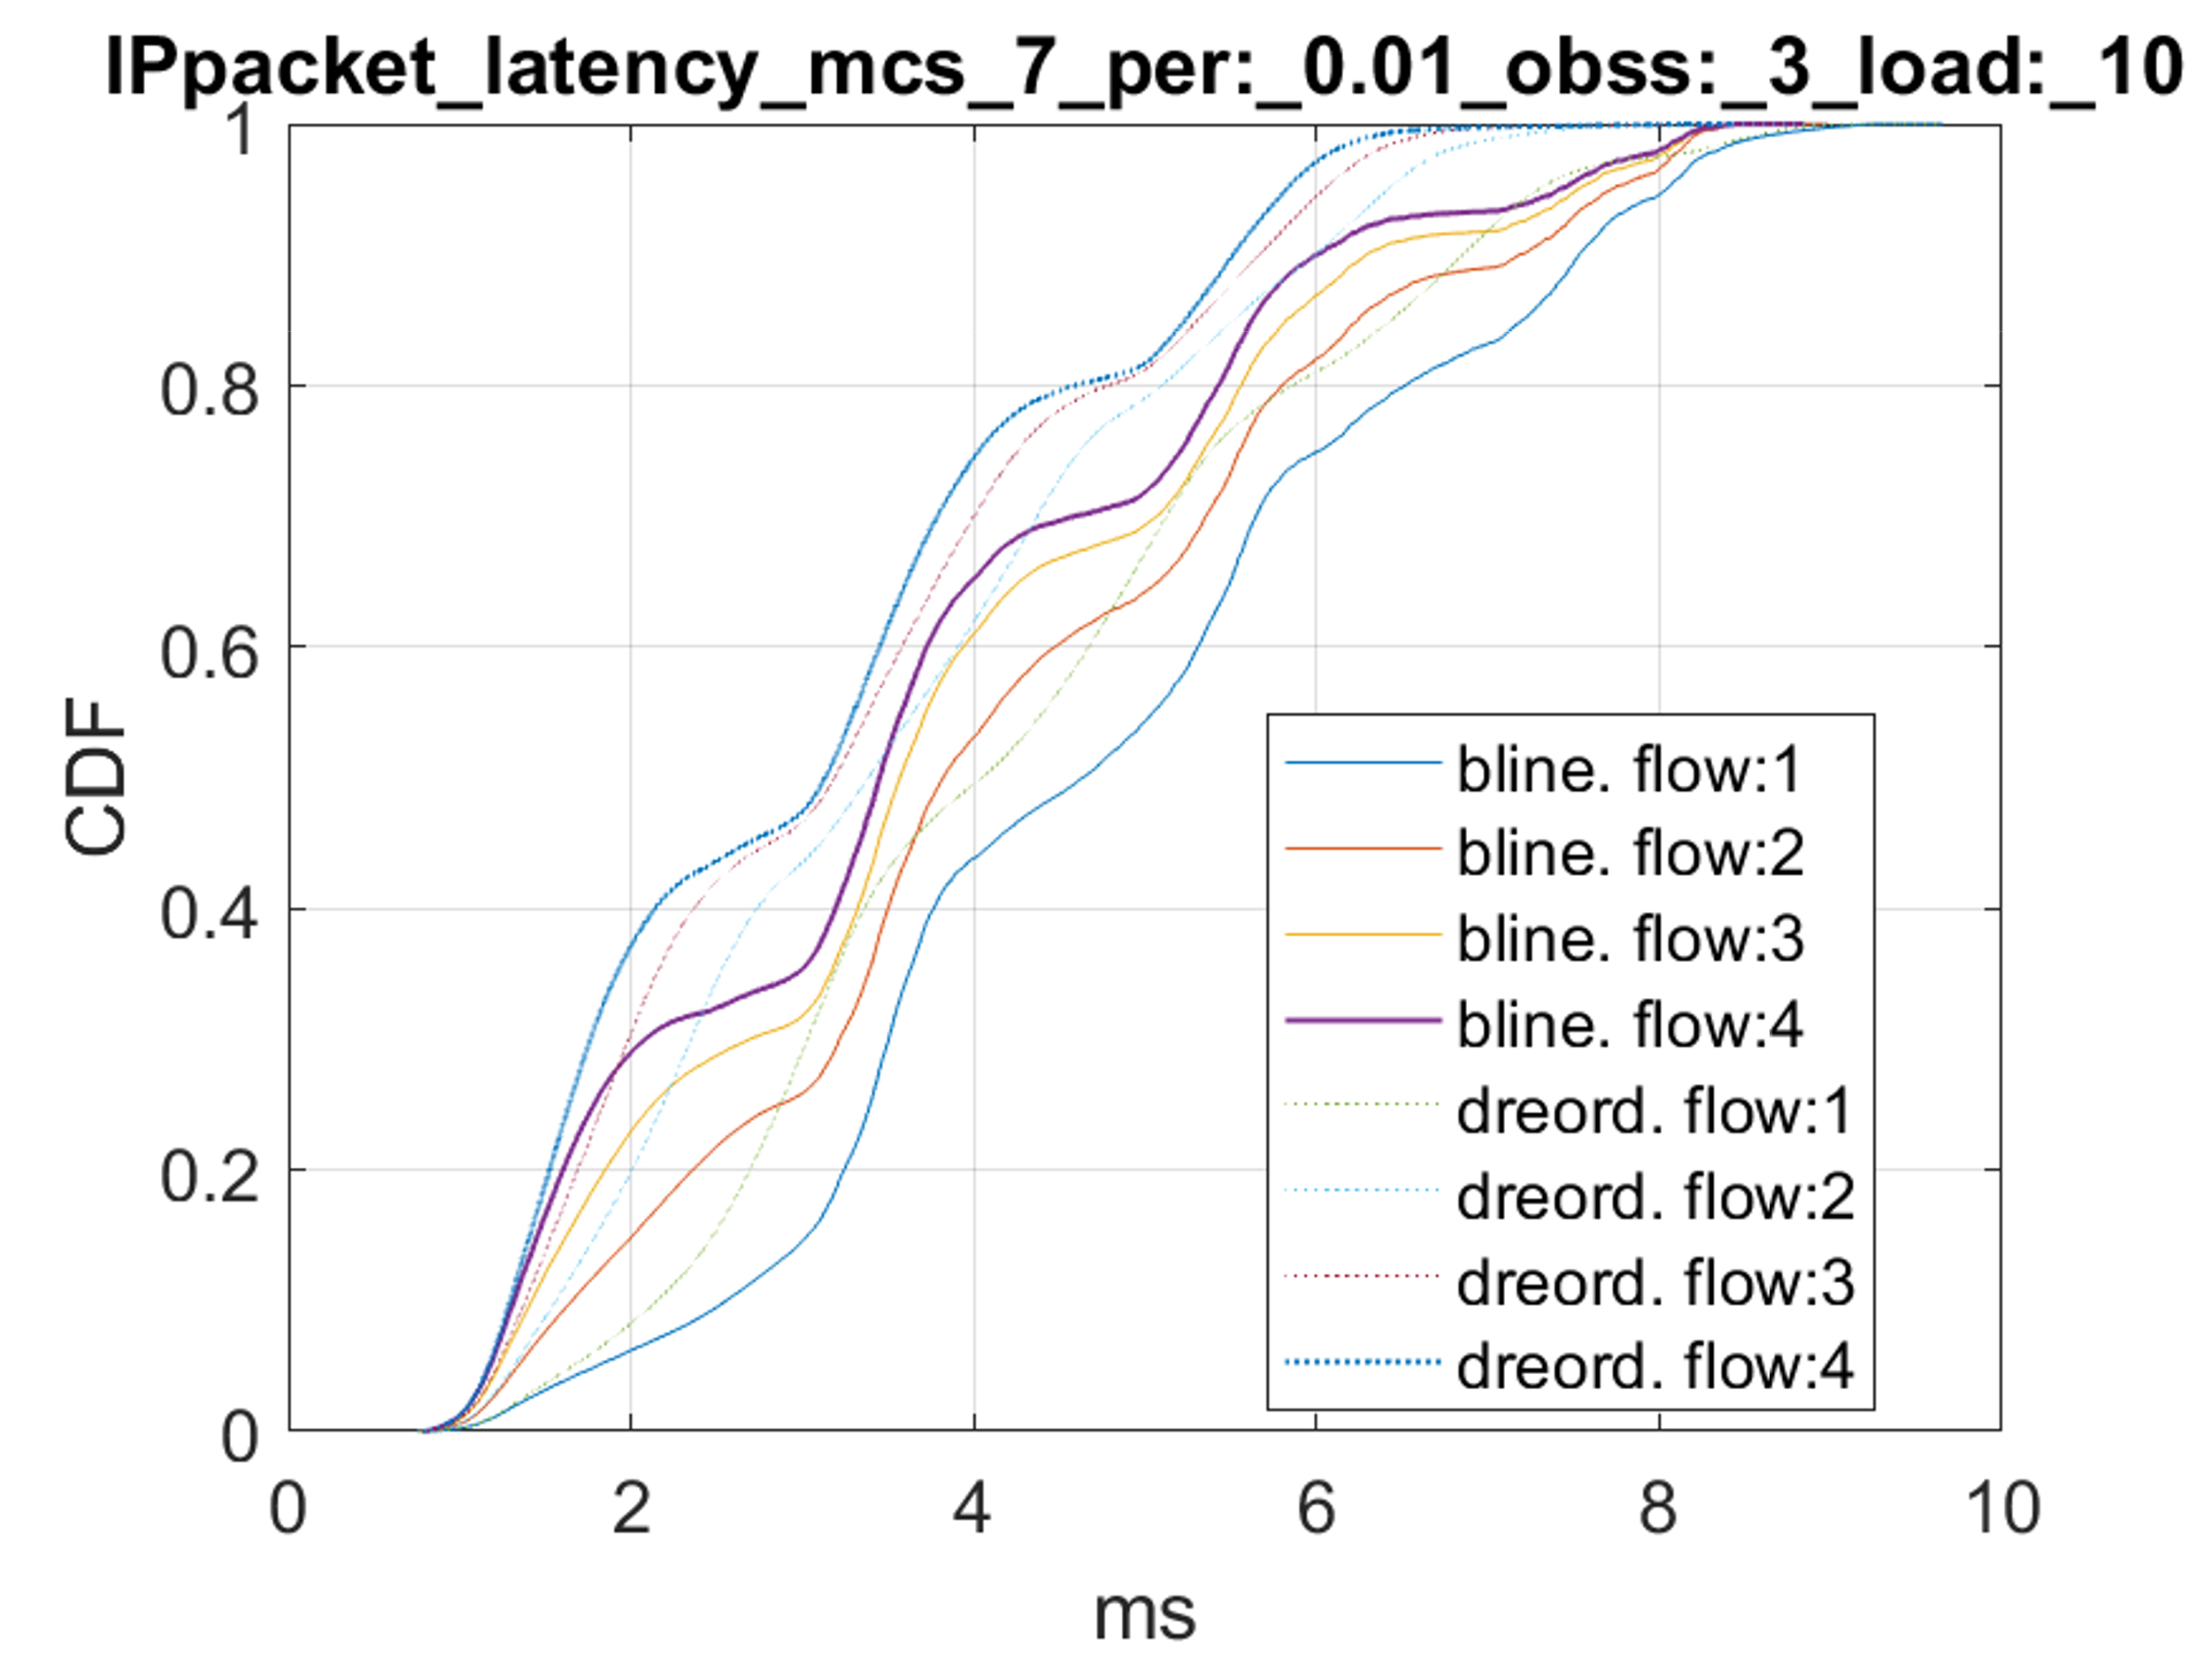 IPpacket_latency_mcs_7_per:_0.01_obss:_3_load:_10
1
0.8
0.6
0.4
0.2
0
CDF
0 2 4 6 8 10
ms
bline. flow:1
bline. flow:2
bline. flow:3
bline. flow:4
dreord. flow:1
dreord. flow:2
dreord. flow:3
dreord. flow:4